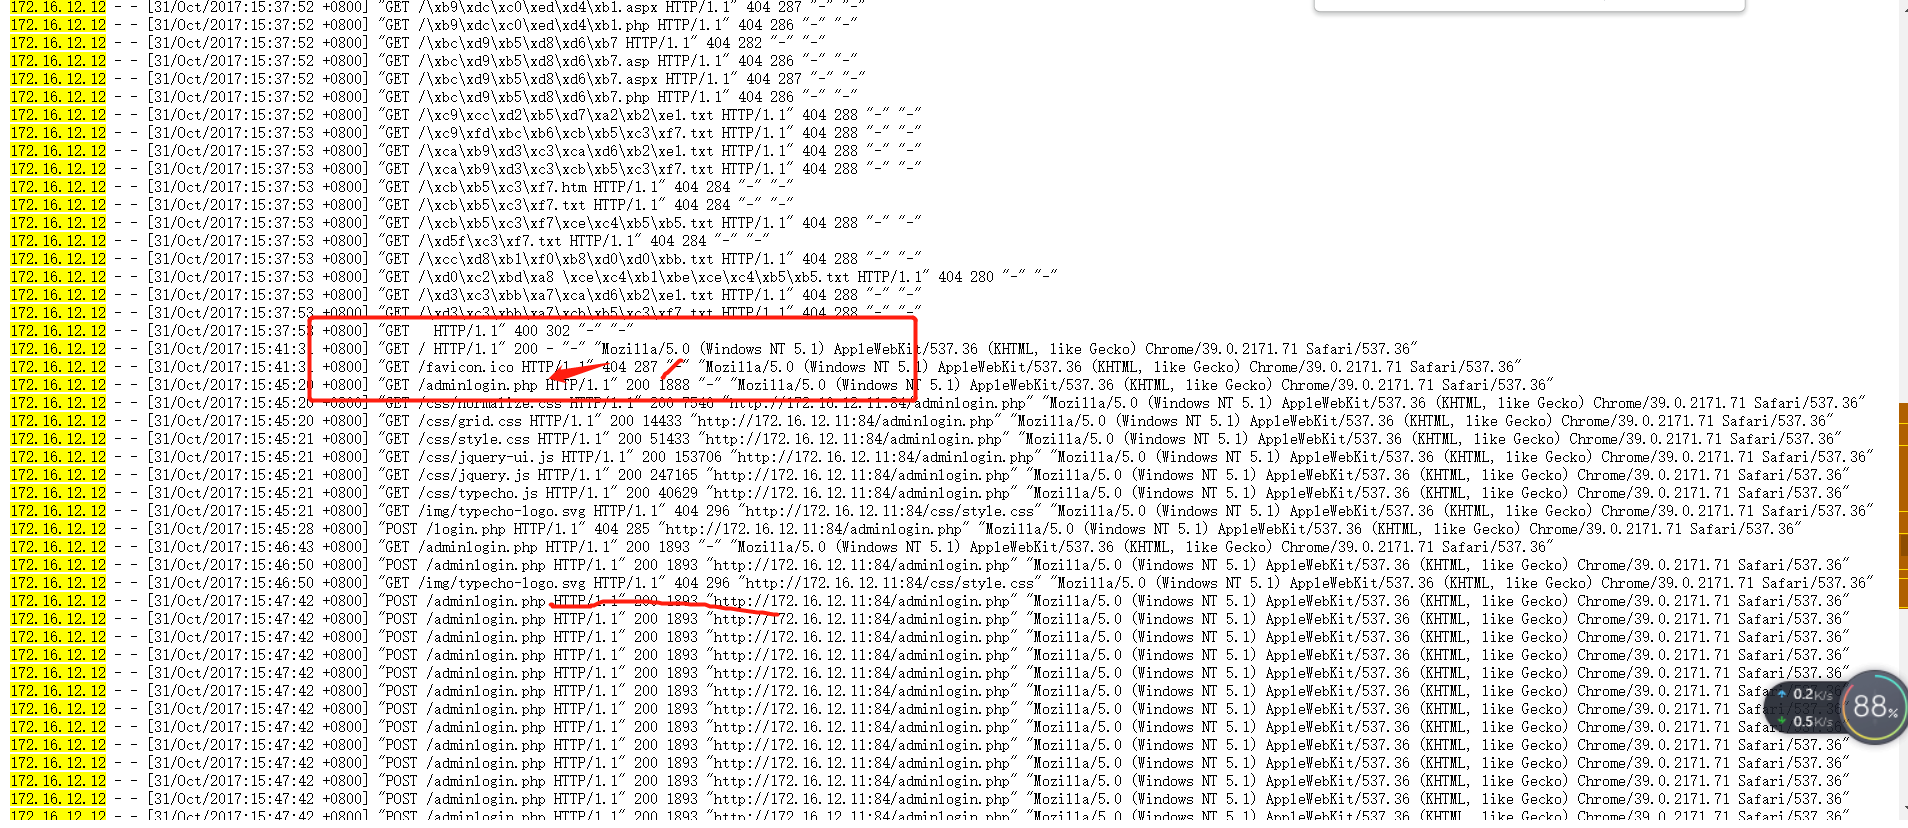 172.16.12.12 - - [31/Oct/2017:15:37:52 +0800] "GET /\xb9\xdc\xc0\xed\xd4\xb1.aspx HTTP/1.1" 404 287 "-" "-"
172.16.12.12 - - [31/Oct/2017:15:37:52 +0800] "GET /\xb9\xdc\xc0\xed\xd4\xb1.php HTTP/1.1" 404 286 "-" "-"
172.16.12.12 - - [31/Oct/2017:15:37:52 +0800] "GET /\xbc\xd9\xb5\xd8\xd6\xb7 HTTP/1.1" 404 282 "-" "-"
172.16.12.12 - - [31/Oct/2017:15:37:52 +0800] "GET /\xbc\xd9\xb5\xd8\xd6\xb7.asp HTTP/1.1" 404 286 "-" "-"
172.16.12.12 - - [31/Oct/2017:15:37:52 +0800] "GET /\xbc\xd9\xb5\xd8\xd6\xb7.aspx HTTP/1.1" 404 287 "-" "-"
172.16.12.12 - - [31/Oct/2017:15:37:52 +0800] "GET /\xbc\xd9\xb5\xd8\xd6\xb7.php HTTP/1.1" 404 286 "-" "-"
172.16.12.12 - - [31/Oct/2017:15:37:52 +0800] "GET /\xc9\xcc\xd2\xb5\xd7\xa2\xb2\xe1.txt HTTP/1.1" 404 288 "-" "-"
172.16.12.12 - - [31/Oct/2017:15:37:53 +0800] "GET /\xc9\xfd\xbc\xb6\xcb\xb5\xc3\xf7.txt HTTP/1.1" 404 288 "-" "-"
172.16.12.12 - - [31/Oct/2017:15:37:53 +0800] "GET /\xca\xb9\xd3\xc3\xca\xd6\xb2\xe1.txt HTTP/1.1" 404 288 "-" "-"
172.16.12.12 - - [31/Oct/2017:15:37:53 +0800] "GET /\xca\xb9\xd3\xc3\xcb\xb5\xc3\xf7.txt HTTP/1.1" 404 288 "-" "-"
172.16.12.12 - - [31/Oct/2017:15:37:53 +0800] "GET /\xcb\xb5\xc3\xf7.htm HTTP/1.1" 404 284 "-" "-"
172.16.12.12 - - [31/Oct/2017:15:37:53 +0800] "GET /\xcb\xb5\xc3\xf7.txt HTTP/1.1" 404 284 "-" "-"
172.16.12.12 - - [31/Oct/2017:15:37:53 +0800] "GET /\xcb\xb5\xc3\xf7\xce\xc4\xb5\xb5.txt HTTP/1.1" 404 288 "-" "-"
172.16.12.12 - - [31/Oct/2017:15:37:53 +0800] "GET /\xd5f\xc3\xf7.txt HTTP/1.1" 404 284 "-" "-"
172.16.12.12 - - [31/Oct/2017:15:37:53 +0800] "GET /\xcc\xd8\xb1\xf0\xb8\xd0\xd0\xbb.txt HTTP/1.1" 404 288 "-" "-"
172.16.12.12 - - [31/Oct/2017:15:37:53 +0800] "GET /\xd0\xc2\xbd\xa8 \xce\xc4\xb1\xbe\xce\xc4\xb5\xb5.txt HTTP/1.1" 404 280 "-" "-"
172.16.12.12 - - [31/Oct/2017:15:37:53 +0800] "GET /\xd3\xc3\xbb\xa7\xca\xd6\xb2\xe1.txt HTTP/1.1" 404 288 "-" "-"
172.16.12.12 - - [31/Oct/2017:15:37:53 +0800] "GET /\xd3\xc3\xbb\xa7\xcb\xb5\xc3\xf7.txt HTTP/1.1" 404 288 "-" "-"
172.16.12.12 - - [31/Oct/2017:15:37:53 +0800] "GET   HTTP/1.1" 400 302 "-" "-"
172.16.12.12 - - [31/Oct/2017:15:41:31 +0800] "GET / HTTP/1.1" 200 - "-" "Mozilla/5.0 (Windows NT 5.1) AppleWebKit/537.36 (KHTML, like Gecko) Chrome/39.0.2171.71 Safari/537.36"
172.16.12.12 - - [31/Oct/2017:15:41:31 +0800] "GET /favicon.ico HTTP/1.1" 404 287 "-" "Mozilla/5.0 (Windows NT 5.1) AppleWebKit/537.36 (KHTML, like Gecko) Chrome/39.0.2171.71 Safari/537.36"
172.16.12.12 - - [31/Oct/2017:15:45:20 +0800] "GET /adminlogin.php HTTP/1.1" 200 1888 "-" "Mozilla/5.0 (Windows NT 5.1) AppleWebKit/537.36 (KHTML, like Gecko) Chrome/39.0.2171.71 Safari/537.36"
172.16.12.12 - - [31/Oct/2017:15:45:20 +0800] "GET /css/normalize.css HTTP/1.1" 200 7540 "http://172.16.12.11:84/adminlogin.php" "Mozilla/5.0 (Windows NT 5.1) AppleWebKit/537.36 (KHTML, like Gecko) Chrome/39.0.2171.71 Safari/537.36"
172.16.12.12 - - [31/Oct/2017:15:45:20 +0800] "GET /css/grid.css HTTP/1.1" 200 14433 "http://172.16.12.11:84/adminlogin.php" "Mozilla/5.0 (Windows NT 5.1) AppleWebKit/537.36 (KHTML, like Gecko) Chrome/39.0.2171.71 Safari/537.36"
172.16.12.12 - - [31/Oct/2017:15:45:21 +0800] "GET /css/style.css HTTP/1.1" 200 51433 "http://172.16.12.11:84/adminlogin.php" "Mozilla/5.0 (Windows NT 5.1) AppleWebKit/537.36 (KHTML, like Gecko) Chrome/39.0.2171.71 Safari/537.36"
172.16.12.12 - - [31/Oct/2017:15:45:21 +0800] "GET /css/jquery-ui.js HTTP/1.1" 200 153706 "http://172.16.12.11:84/adminlogin.php" "Mozilla/5.0 (Windows NT 5.1) AppleWebKit/537.36 (KHTML, like Gecko) Chrome/39.0.2171.71 Safari/537.36"
172.16.12.12 - - [31/Oct/2017:15:45:21 +0800] "GET /css/jquery.js HTTP/1.1" 200 247165 "http://172.16.12.11:84/adminlogin.php" "Mozilla/5.0 (Windows NT 5.1) AppleWebKit/537.36 (KHTML, like Gecko) Chrome/39.0.2171.71 Safari/537.36"
172.16.12.12 - - [31/Oct/2017:15:45:21 +0800] "GET /css/typecho.js HTTP/1.1" 200 40629 "http://172.16.12.11:84/adminlogin.php" "Mozilla/5.0 (Windows NT 5.1) AppleWebKit/537.36 (KHTML, like Gecko) Chrome/39.0.2171.71 Safari/537.36"
172.16.12.12 - - [31/Oct/2017:15:45:21 +0800] "GET /img/typecho-logo.svg HTTP/1.1" 404 296 "http://172.16.12.11:84/css/style.css" "Mozilla/5.0 (Windows NT 5.1) AppleWebKit/537.36 (KHTML, like Gecko) Chrome/39.0.2171.71 Safari/537.36"
172.16.12.12 - - [31/Oct/2017:15:45:28 +0800] "POST /login.php HTTP/1.1" 404 285 "http://172.16.12.11:84/adminlogin.php" "Mozilla/5.0 (Windows NT 5.1) AppleWebKit/537.36 (KHTML, like Gecko) Chrome/39.0.2171.71 Safari/537.36"
172.16.12.12 - - [31/Oct/2017:15:46:43 +0800] "GET /adminlogin.php HTTP/1.1" 200 1893 "-" "Mozilla/5.0 (Windows NT 5.1) AppleWebKit/537.36 (KHTML, like Gecko) Chrome/39.0.2171.71 Safari/537.36"
172.16.12.12 - - [31/Oct/2017:15:46:50 +0800] "POST /adminlogin.php HTTP/1.1" 200 1893 "http://172.16.12.11:84/adminlogin.php" "Mozilla/5.0 (Windows NT 5.1) AppleWebKit/537.36 (KHTML, like Gecko) Chrome/39.0.2171.71 Safari/537.36"
172.16.12.12 - - [31/Oct/2017:15:46:50 +0800] "GET /img/typecho-logo.svg HTTP/1.1" 404 296 "http://172.16.12.11:84/css/style.css" "Mozilla/5.0 (Windows NT 5.1) AppleWebKit/537.36 (KHTML, like Gecko) Chrome/39.0.2171.71 Safari/537.36"
172.16.12.12 - - [31/Oct/2017:15:47:42 +0800] "POST /adminlogin.php HTTP/1.1" 200 1893 "http://172.16.12.11:84/adminlogin.php" "Mozilla/5.0 (Windows NT 5.1) AppleWebKit/537.36 (KHTML, like Gecko) Chrome/39.0.2171.71 Safari/537.36"
172.16.12.12 - - [31/Oct/2017:15:47:42 +0800] "POST /adminlogin.php HTTP/1.1" 200 1893 "http://172.16.12.11:84/adminlogin.php" "Mozilla/5.0 (Windows NT 5.1) AppleWebKit/537.36 (KHTML, like Gecko) Chrome/39.0.2171.71 Safari/537.36"
172.16.12.12 - - [31/Oct/2017:15:47:42 +0800] "POST /adminlogin.php HTTP/1.1" 200 1893 "http://172.16.12.11:84/adminlogin.php" "Mozilla/5.0 (Windows NT 5.1) AppleWebKit/537.36 (KHTML, like Gecko) Chrome/39.0.2171.71 Safari/537.36"
172.16.12.12 - - [31/Oct/2017:15:47:42 +0800] "POST /adminlogin.php HTTP/1.1" 200 1893 "http://172.16.12.11:84/adminlogin.php" "Mozilla/5.0 (Windows NT 5.1) AppleWebKit/537.36 (KHTML, like Gecko) Chrome/39.0.2171.71 Safari/537.36"
172.16.12.12 - - [31/Oct/2017:15:47:42 +0800] "POST /adminlogin.php HTTP/1.1" 200 1893 "http://172.16.12.11:84/adminlogin.php" "Mozilla/5.0 (Windows NT 5.1) AppleWebKit/537.36 (KHTML, like Gecko) Chrome/39.0.2171.71 Safari/537.36"
172.16.12.12 - - [31/Oct/2017:15:47:42 +0800] "POST /adminlogin.php HTTP/1.1" 200 1893 "http://172.16.12.11:84/adminlogin.php" "Mozilla/5.0 (Windows NT 5.1) AppleWebKit/537.36 (KHTML, like Gecko) Chrome/39.0.2171.71
0.2K/s
88%
172.16.12.12 - - [31/Oct/2017:15:47:42 +0800] "POST /adminlogin.php HTTP/1.1" 200 1893 "http://172.16.12.11:84/adminlogin.php" "Mozilla/5.0 (Windows NT 5.1) AppleWebKit/537.36 (KHTML, like Gecko) Chrome/39.0.2171.71
172.16.12.12 - - [31/Oct/2017:15:47:42 +0800] "POST /adminlogin.php HTTP/1.1" 200 1893 "http://172.16.12.11:84/adminlogin.php" "Mozilla/5.0 (Windows NT 5.1) AppleWebKit/537.36 (KHTML, like Gecko) Chrome/39.0.2171.71
0.5K/s
172.16.12.12 - - [31/Oct/2017:15:47:42 +0800] "POST /adminlogin.php HTTP/1.1" 200 1893 "http://172.16.12.11:84/adminlogin.php" "Mozilla/5.0 (Windows NT 5.1) AppleWebKit/537.36 (KHTML, like Gecko) Chrome/39.0.2171.71 Safari/537.36"
172.16.12.12 - - [31/Oct/2017:15:47:42 +0800] "POST /adminlogin.php HTTP/1.1" 200 1893 "http://172.16.12.11:84/adminlogin.php" "Mozilla/5.0 (Windows NT 5.1) AppleWebKit/537.36 (KHTML, like Gecko) Chrome/39.0.2171.71 Safari/537.36"
172.16.12.12 - - [31/Oct/2017:15:47:42 +0800] "POST /adminlogin.php HTTP/1.1" 200 1893 "http://172.16.12.11:84/adminlogin.php" "Mozilla/5.0 (Windows NT 5.1) AppleWebKit/537.36 (KHTML, like Gecko) Chrome/39.0.2171.71 Safari/537.36"
172.16.12.12 - - [31/Oct/2017:15:47:42 +0800] "POST /adminlogin.php HTTP/1.1" 200 1893 "http://172.16.12.11:84/adminlogin.php" "Mozilla/5.0 (Windows NT 5.1) AppleWebKit/537.36 (KHTML, like Gecko) Chrome/39.0.2171.71 Safari/537.36"
172.16.12.12 - - [31/Oct/2017:15:47:42 +0800] "POST /adminlogin.php HTTP/1.1" 200 1893 "http://172.16.12.11:84/adminlogin.php" "Mozilla/5.0 (Windows NT 5.1) AppleWebKit/537.36 (KHTML, like Gecko) Chrome/39.0.2171.71 Safari/537.36"